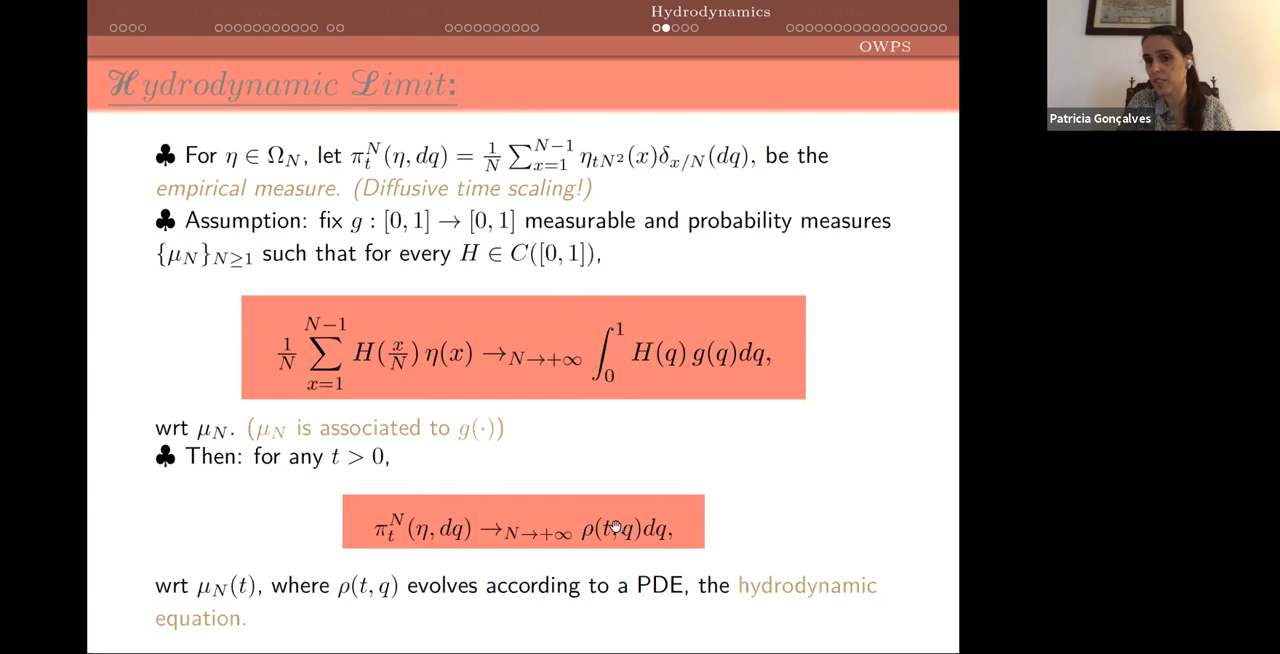 Hydrodynamics
OWPS
Hydrodynamic Limit:
♣ For η ∈ Ω_N, let π_t^N(η, dq) = 1/N ∑_{x=1}^{N−1} η_{tN²}(x)δ_{x/N}(dq), be the
empirical measure. (Diffusive time scaling!)
♣ Assumption: fix g : [0, 1] → [0, 1] measurable and probability measures
{μ_N}_{N≥1} such that for every H ∈ C([0, 1]),
1/N ∑_{x=1}^{N−1} H(x/N) η(x) →_{N→+∞} ∫_0^1 H(q) g(q)dq,
wrt μ_N. (μ_N is associated to g(·))
♣ Then: for any t > 0,
π_t^N(η, dq) →_{N→+∞} ρ(t, q)dq,
wrt μ_N(t), where ρ(t, q) evolves according to a PDE, the hydrodynamic
equation.
Patricia Gonçalves